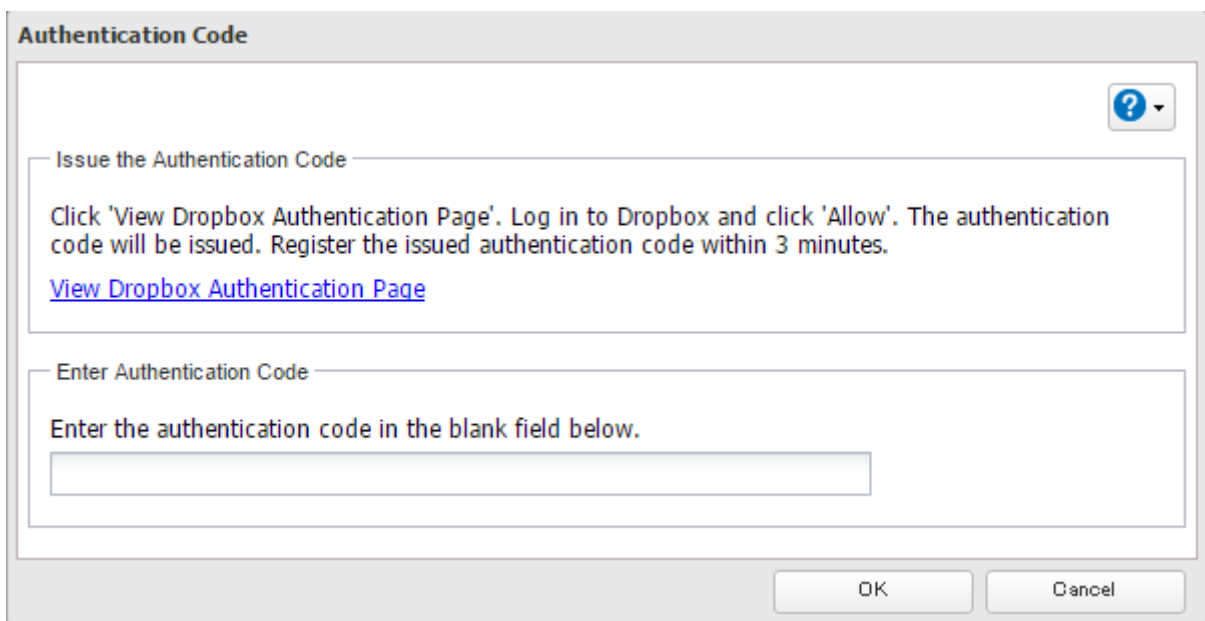 Authentication Code
?
Issue the Authentication Code
Click 'View Dropbox Authentication Page'. Log in to Dropbox and click 'Allow'. The authentication
code will be issued. Register the issued authentication code within 3 minutes.
View Dropbox Authentication Page
Enter Authentication Code
Enter the authentication code in the blank field below.
OK
Cancel